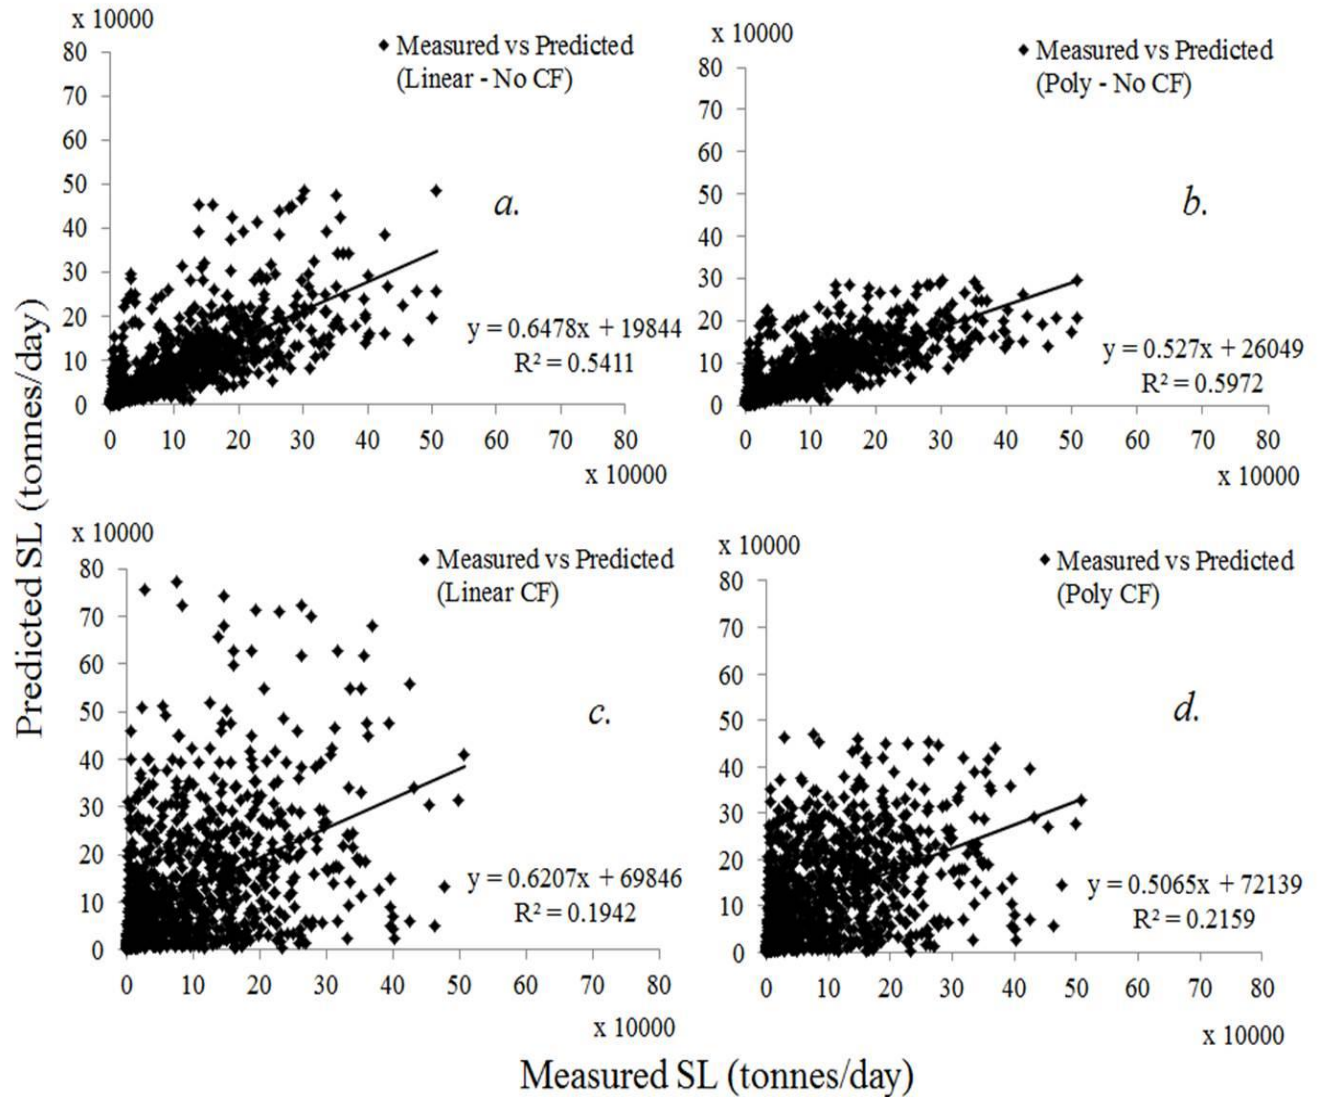 x 10000
80
70
60
50
40
30
20
10
0
0 10 20 30 40 50 60 70 80
x 10000
Measured vs Predicted
(Linear - No CF)
a.
y = 0.6478x + 19844
R² = 0.5411
x 10000
80
70
60
50
40
30
20
10
0
0 10 20 30 40 50 60 70 80
x 10000
Measured vs Predicted
(Poly - No CF)
b.
y = 0.527x + 26049
R² = 0.5972
Predicted SL (tonnes/day)
x 10000
80
70
60
50
40
30
20
10
0
0 10 20 30 40 50 60 70 80
x 10000
Measured vs Predicted
(Linear CF)
c.
y = 0.6207x + 69846
R² = 0.1942
x 10000
80
70
60
50
40
30
20
10
0
0 10 20 30 40 50 60 70 80
x 10000
Measured vs Predicted
(Poly CF)
d.
y = 0.5065x + 72139
R² = 0.2159
Measured SL (tonnes/day)